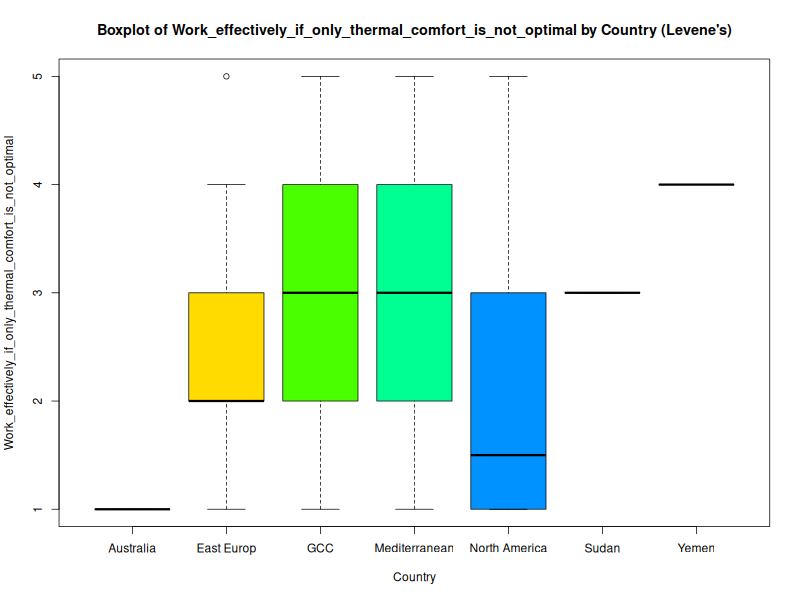 Boxplot of Work_effectively_if_only_thermal_comfort_is_not_optimal by Country (Levene's)
Work_effectively_if_only_thermal_comfort_is_not_optimal
5
4
3
2
1
Australia East Europ GCC Mediterranean North America Sudan Yemen
Country